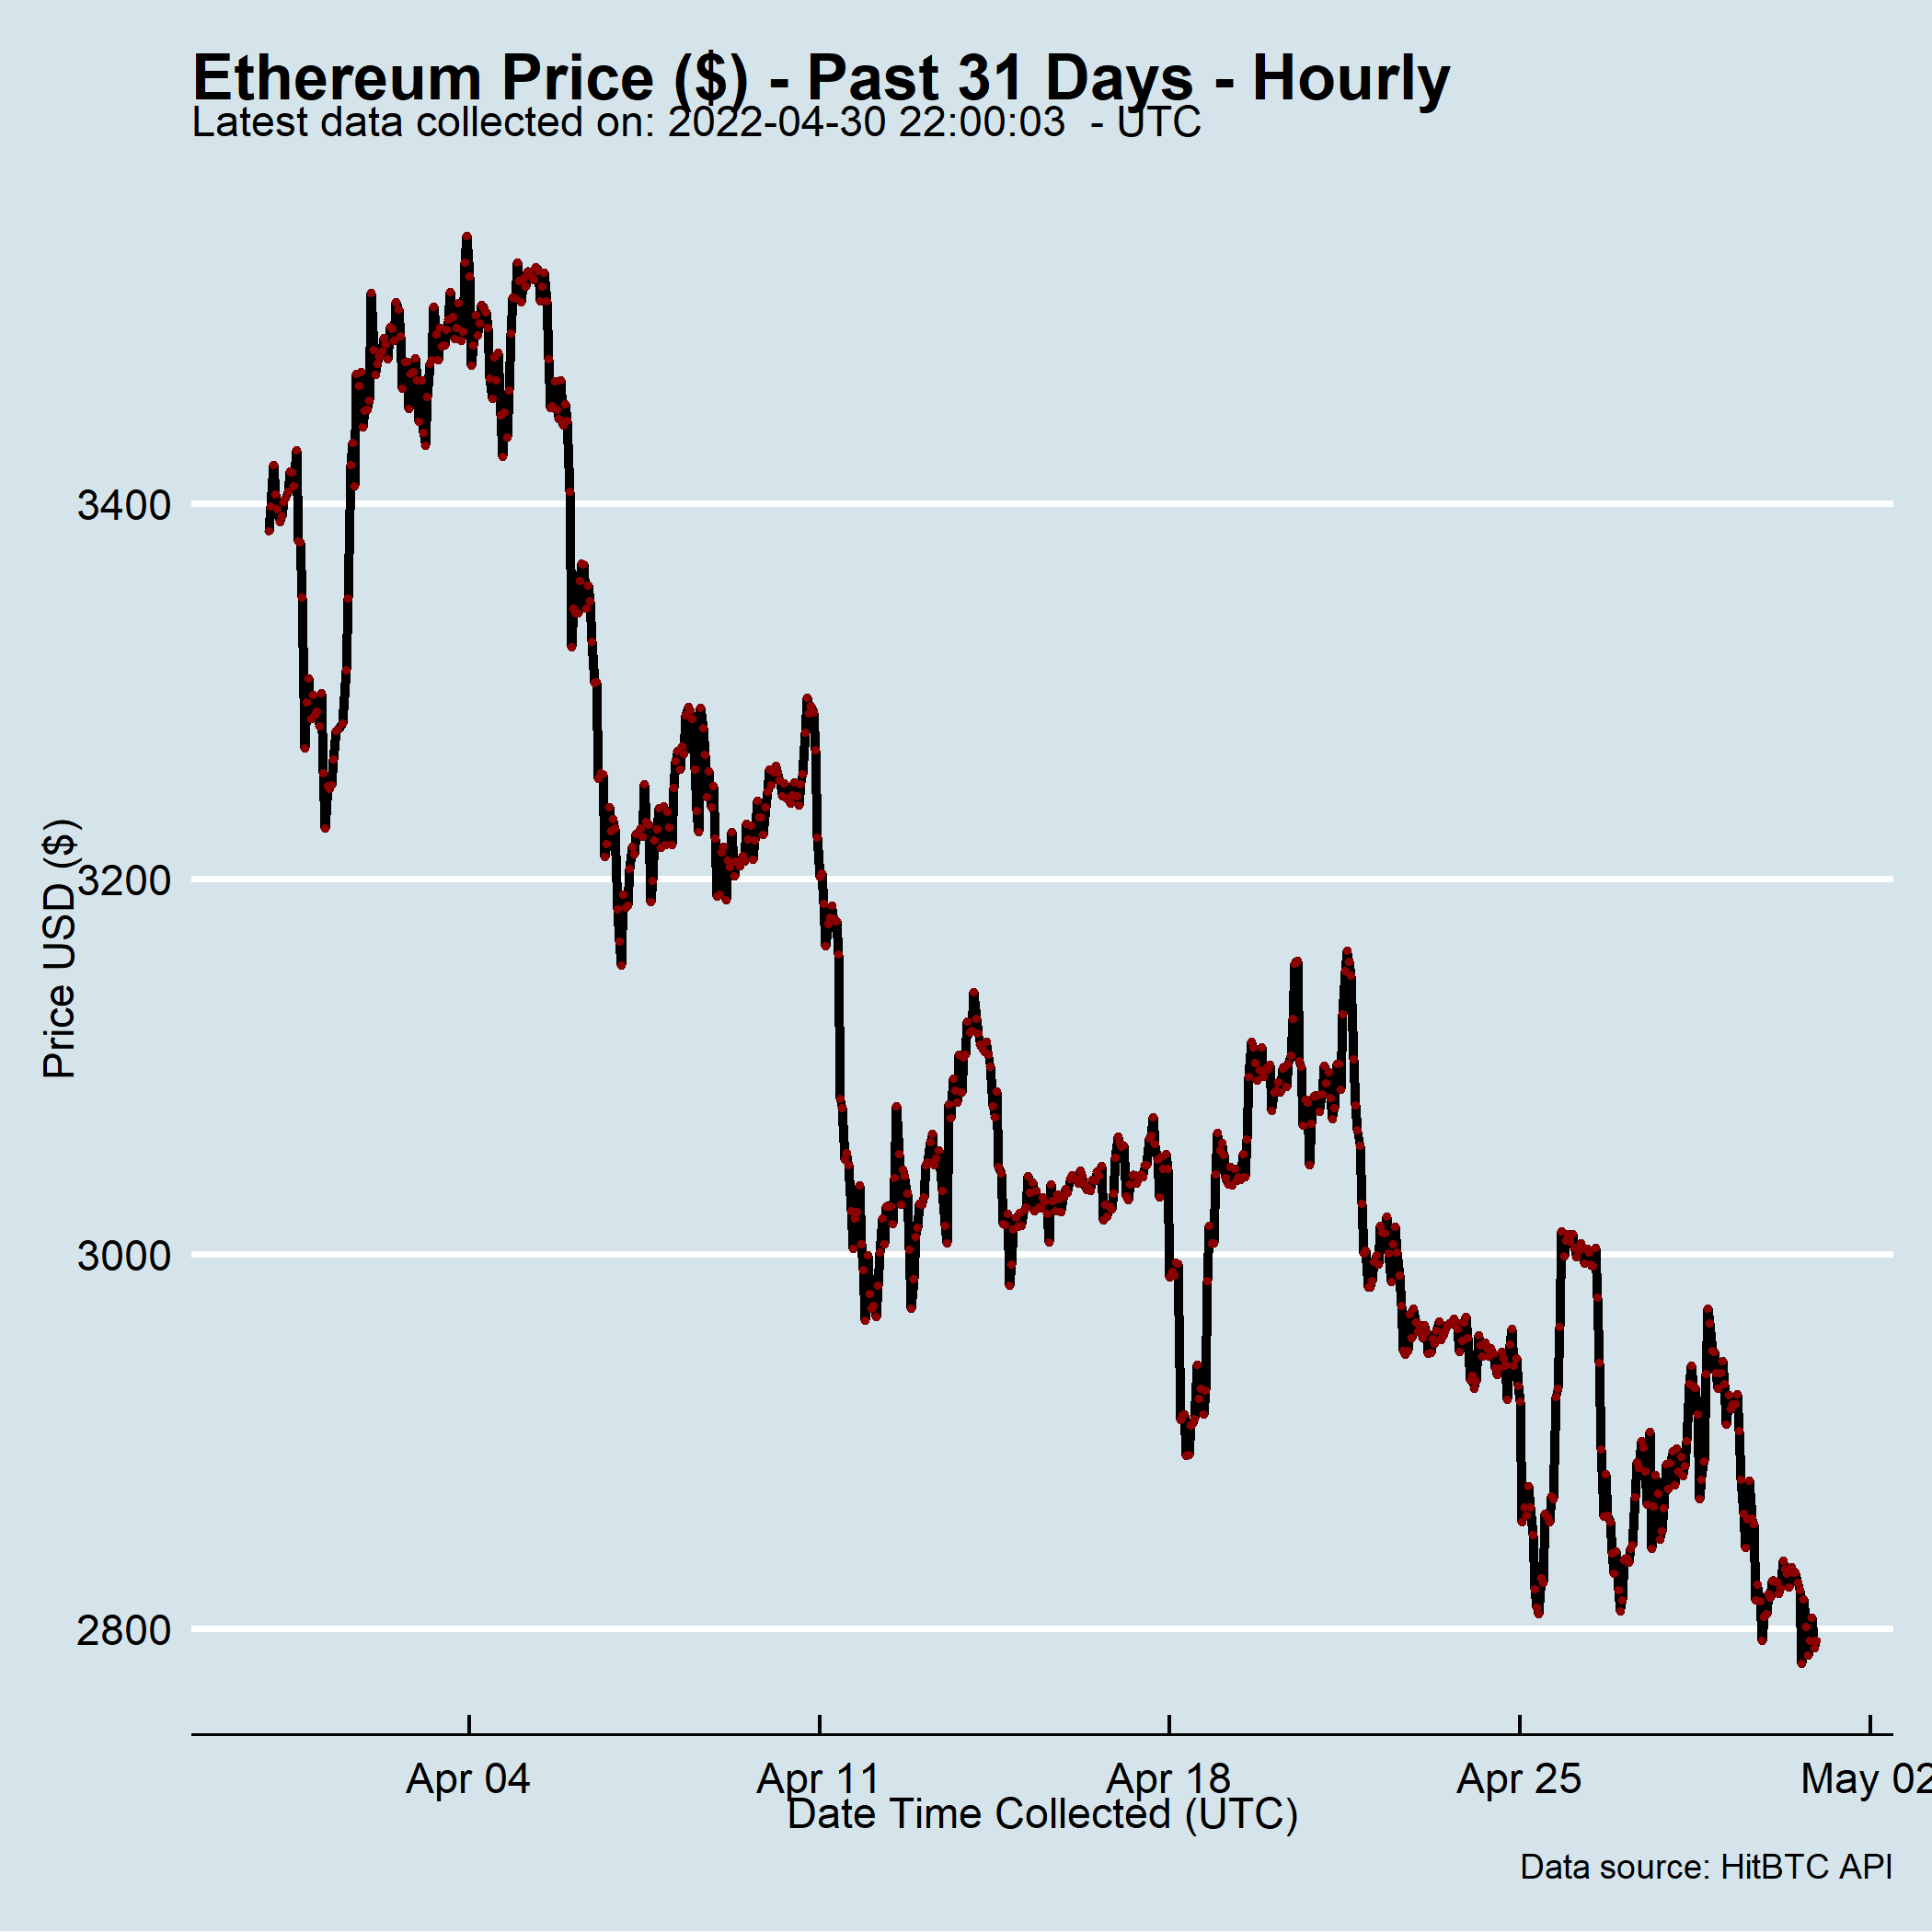 Ethereum Price ($) - Past 31 Days - Hourly
Latest data collected on: 2022-04-30 22:00:03  - UTC
Price USD ($)
3400
3200
3000
2800
Apr 04
Apr 11
Apr 18
Apr 25
May 02
Date Time Collected (UTC)
Data source: HitBTC API